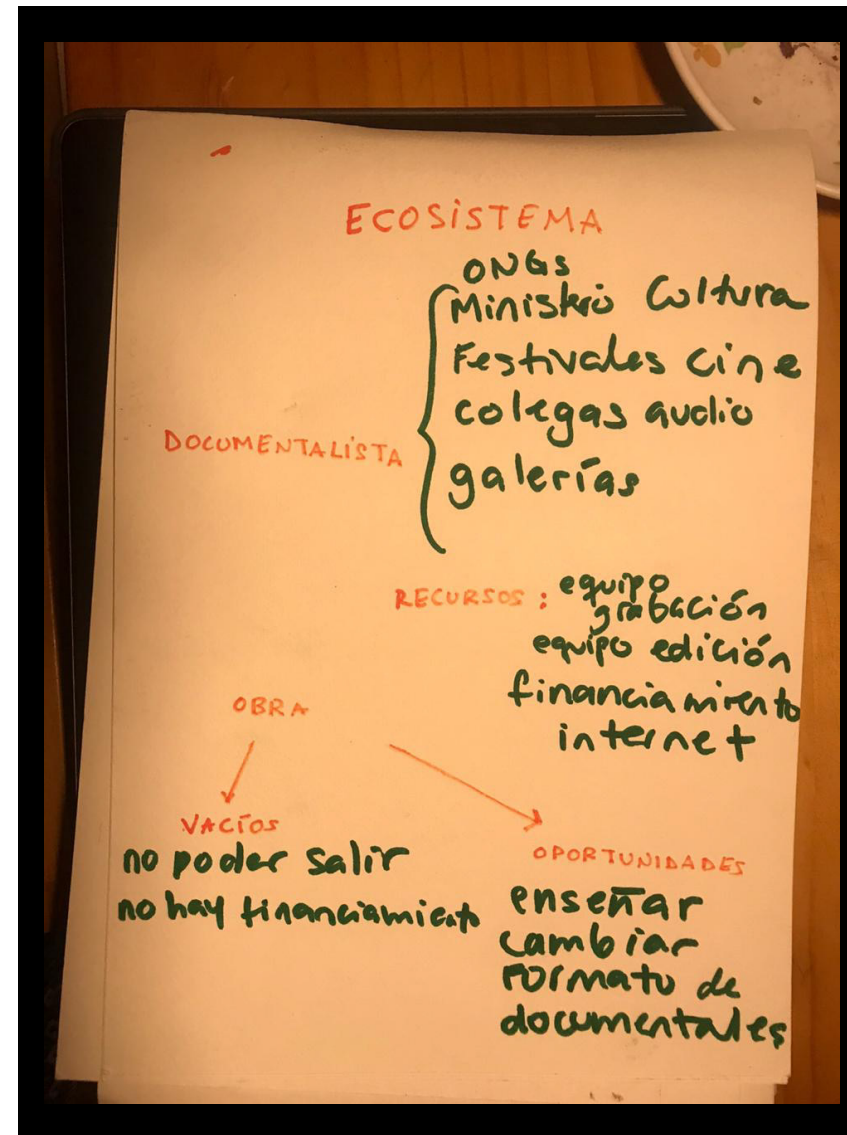 ECOSISTEMA
ONGs
Ministerio Cultura
Festivales cine
colegas audio
DOCUMENTALISTA
galerías
RECURSOS: equipo
grabación
equipo edición
financiamiento
internet
OBRA
VACÍOS
no poder salir
no hay financiamiento
OPORTUNIDADES
enseñar
cambiar
formato de
documentales